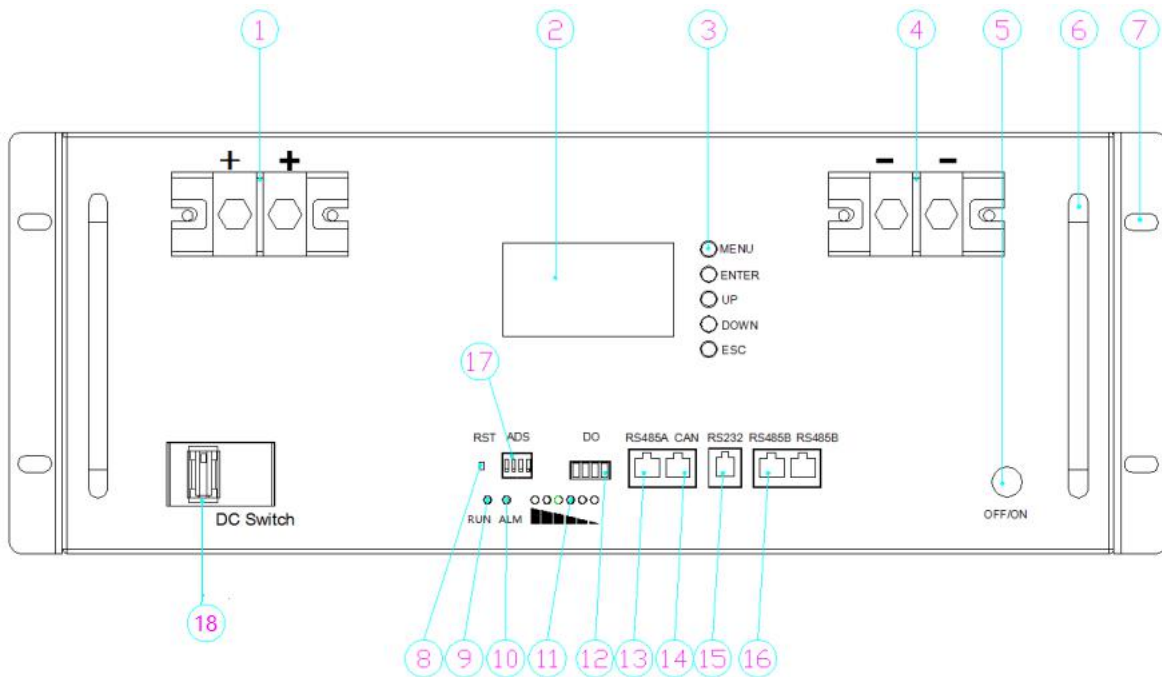 1 2 3 4 5 6 7
+ + - -
MENU
ENTER
UP
DOWN
ESC
17
RST ADS DO RS485A CAN RS232 RS485B RS485B
DC Switch
RUN ALM
OFF/ON
18
8 9 10 11 12 13 14 15 16